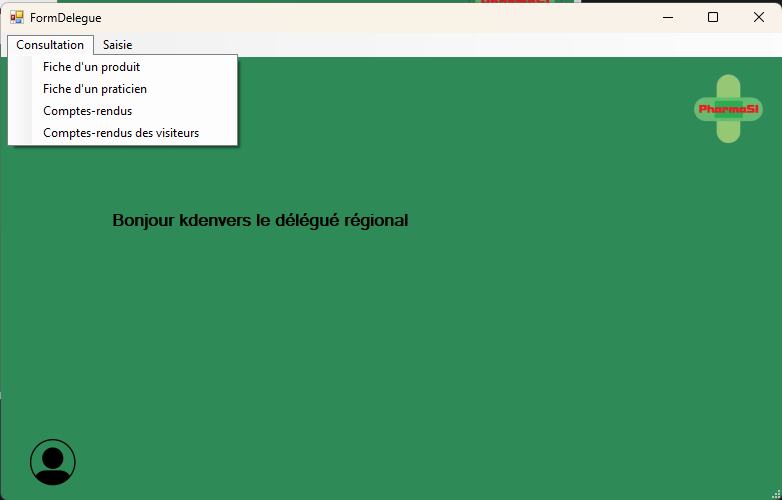 FormDelegue
Consultation Saisie
Fiche d'un produit
Fiche d'un praticien
Comptes-rendus
Comptes-rendus des visiteurs
PharmaSI
Bonjour kdenvers le délégué régional